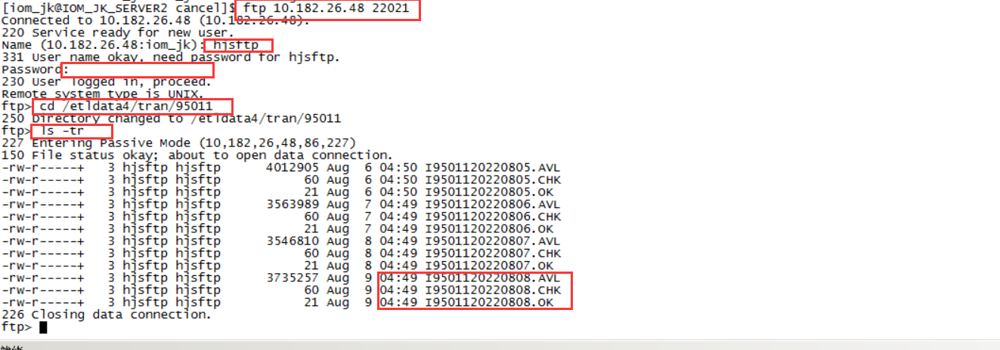 [iom_jk@IOM_JK_SERVER2 cancel]$ ftp 10.182.26.48 22021
Connected to 10.182.26.48 (10.182.26.48).
220 Service ready for new user.
Name (10.182.26.48:iom_jk): hjsftp
331 User name okay, need password for hjsftp.
Password:
230 User logged in, proceed.
Remote system type is UNIX.
ftp> cd /etldata4/tran/95011
250 Directory changed to /etldata4/tran/95011
ftp> ls -tr
227 Entering Passive Mode (10,182,26,48,86,227)
150 File status okay; about to open data connection.
-rw-r-----+ 3 hjsftp hjsftp 4012905 Aug 6 04:50 I9501120220805.AVL
-rw-r-----+ 3 hjsftp hjsftp 60 Aug 6 04:50 I9501120220805.CHK
-rw-r-----+ 3 hjsftp hjsftp 21 Aug 6 04:50 I9501120220805.OK
-rw-r-----+ 3 hjsftp hjsftp 3563989 Aug 7 04:49 I9501120220806.AVL
-rw-r-----+ 3 hjsftp hjsftp 60 Aug 7 04:49 I9501120220806.CHK
-rw-r-----+ 3 hjsftp hjsftp 21 Aug 7 04:49 I9501120220806.OK
-rw-r-----+ 3 hjsftp hjsftp 3546810 Aug 8 04:49 I9501120220807.AVL
-rw-r-----+ 3 hjsftp hjsftp 60 Aug 8 04:49 I9501120220807.CHK
-rw-r-----+ 3 hjsftp hjsftp 21 Aug 8 04:49 I9501120220807.OK
-rw-r-----+ 3 hjsftp hjsftp 3735257 Aug 9 04:49 I9501120220808.AVL
-rw-r-----+ 3 hjsftp hjsftp 60 Aug 9 04:49 I9501120220808.CHK
-rw-r-----+ 3 hjsftp hjsftp 21 Aug 9 04:49 I9501120220808.OK
226 Closing data connection.
ftp>